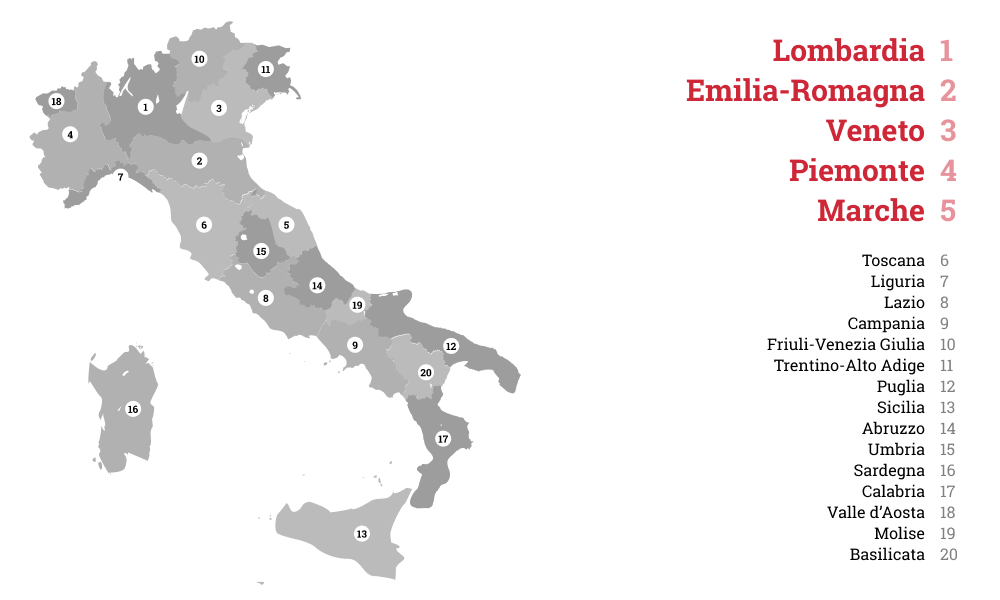 10
11
18
1
3
4
2
7
6
5
15
14
8
19
9
12
20
16
17
13
Lombardia 1
Emilia-Romagna 2
Veneto 3
Piemonte 4
Marche 5
Toscana 6
Liguria 7
Lazio 8
Campania 9
Friuli-Venezia Giulia 10
Trentino-Alto Adige 11
Puglia 12
Sicilia 13
Abruzzo 14
Umbria 15
Sardegna 16
Calabria 17
Valle d’Aosta 18
Molise 19
Basilicata 20